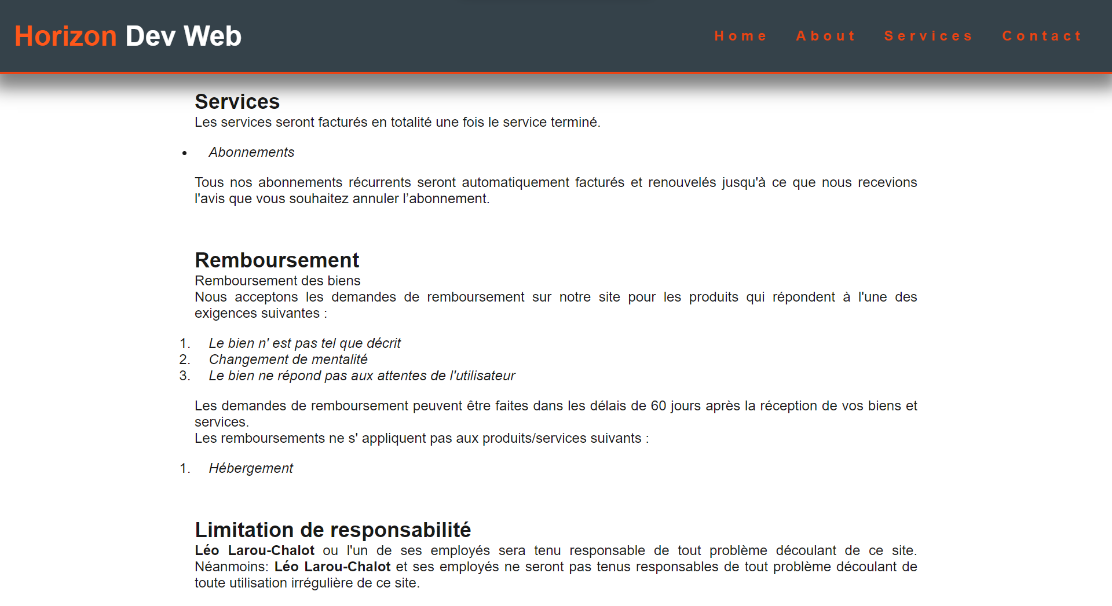 Horizon Dev Web
Home About Services Contact
Services
Les services seront facturés en totalité une fois le service terminé.
• Abonnements
Tous nos abonnements récurrents seront automatiquement facturés et renouvelés jusqu'à ce que nous recevions
l'avis que vous souhaitez annuler l'abonnement.
Remboursement
Remboursement des biens
Nous acceptons les demandes de remboursement sur notre site pour les produits qui répondent à l'une des
exigences suivantes :
1. Le bien n' est pas tel que décrit
2. Changement de mentalité
3. Le bien ne répond pas aux attentes de l'utilisateur
Les demandes de remboursement peuvent être faites dans les délais de 60 jours après la réception de vos biens et
services.
Les remboursements ne s' appliquent pas aux produits/services suivants :
1. Hébergement
Limitation de responsabilité
Léo Larou-Chalot ou l'un de ses employés sera tenu responsable de tout problème découlant de ce site.
Néanmoins: Léo Larou-Chalot et ses employés ne seront pas tenus responsables de tout problème découlant de
toute utilisation irrégulière de ce site.